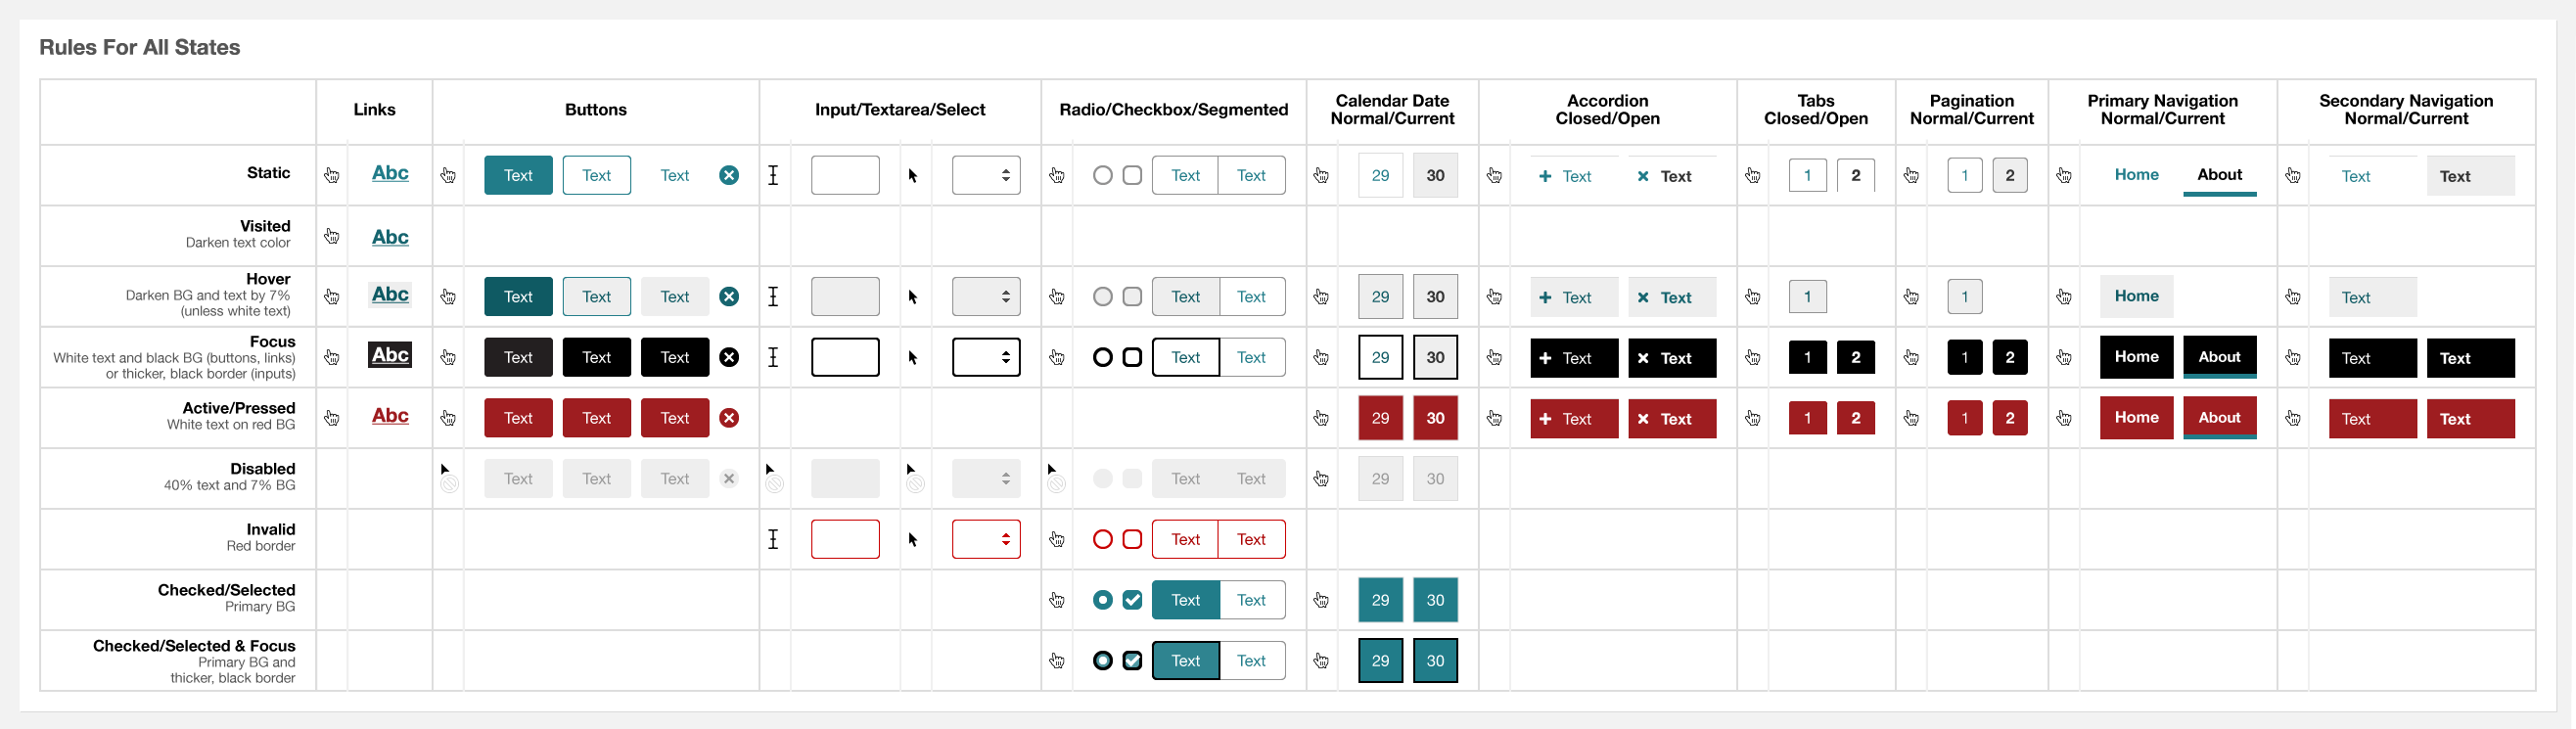 Rules For All States
Links
Buttons
Input/Textarea/Select
Radio/Checkbox/Segmented
Calendar Date
Normal/Current
Accordion
Closed/Open
Tabs
Closed/Open
Pagination
Normal/Current
Primary Navigation
Normal/Current
Secondary Navigation
Normal/Current
Static
Abc
Text Text Text
Text Text
29 30
Text Text
1 2
1 2
Home About
Text Text
Visited
Darken text color
Abc
Hover
Darken BG and text by 7%
(unless white text)
Abc
Text Text Text
Text Text
29 30
Text Text
1
1
Home
Text
Focus
White text and black BG (buttons, links)
or thicker, black border (inputs)
Abc
Text Text Text
Text Text
29 30
Text Text
1 2
1 2
Home About
Text Text
Active/Pressed
White text on red BG
Abc
Text Text Text
29 30
Text Text
1 2
1 2
Home About
Text Text
Disabled
40% text and 7% BG
Text Text Text
Text Text
29 30
Invalid
Red border
Text Text
Checked/Selected
Primary BG
Text Text
29 30
Checked/Selected & Focus
Primary BG and
thicker, black border
Text Text
29 30